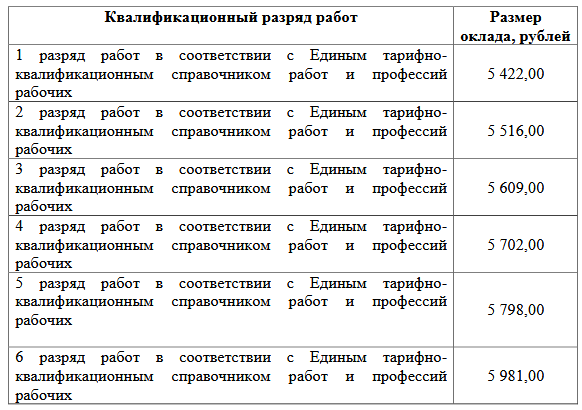 Квалификационный разряд работ
Размер
оклада, рублей
1 разряд работ в соответствии с Единым тарифно-
квалификационным справочником работ и профессий
рабочих
5 422,00
2 разряд работ в соответствии с Единым тарифно-
квалификационным справочником работ и профессий
рабочих
5 516,00
3 разряд работ в соответствии с Единым тарифно-
квалификационным справочником работ и профессий
рабочих
5 609,00
4 разряд работ в соответствии с Единым тарифно-
квалификационным справочником работ и профессий
рабочих
5 702,00
5 разряд работ в соответствии с Единым тарифно-
квалификационным справочником работ и профессий
рабочих
5 798,00
6 разряд работ в соответствии с Единым тарифно-
квалификационным справочником работ и профессий
рабочих
5 981,00